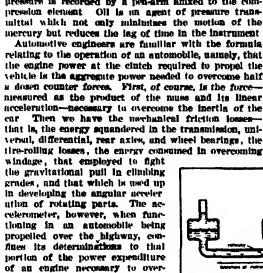 pressure is recorded by a pen-arm linked to the com-
pression element Oil is an agent of pressure trans-
mittal which not only minimizes the motion of the
mercury but reduces the lag of time in the instrument
Automotive engineers are familiar with the formula
relating to the operation of an automobile, namely, that
the engine power at the clutch required to propel the
vehicle is the aggregate power needed to overcome half
a dozen counter forces. First, of course, is the force—
measured as the product of the mass and its linear
acceleration—necessary to overcome the inertia of the
car Then we have the mechanical friction losses—
that is, the energy squandered in the transmission, uni-
versal, differential, rear axles, and wheel bearings, the
tire-rolling losses, the energy consumed in overcoming
windage, that employed to fight
the gravitational pull in climbing
grades, and that which is used up
in developing the angular acceler
ation of rotating parts. The ac-
celerometer, however, when func-
tioning in an automobile being
propelled over the highway, con-
fines its determinations to that
portion of the power expenditure
of an engine necessary to over-